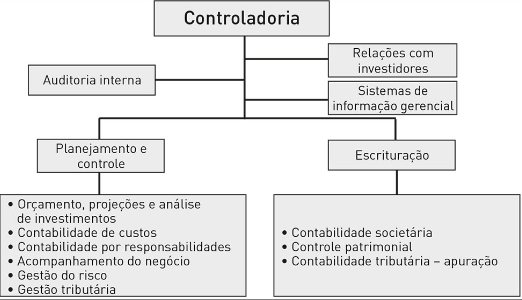 Controladoria
Relações com
investidores
Auditoria interna
Sistemas de
informação gerencial
Planejamento e
controle
Escrituração
• Orçamento, projeções e análise
de investimentos
• Contabilidade de custos
• Contabilidade por responsabilidades
• Acompanhamento do negócio
• Gestão do risco
• Gestão tributária
• Contabilidade societária
• Controle patrimonial
• Contabilidade tributária – apuração